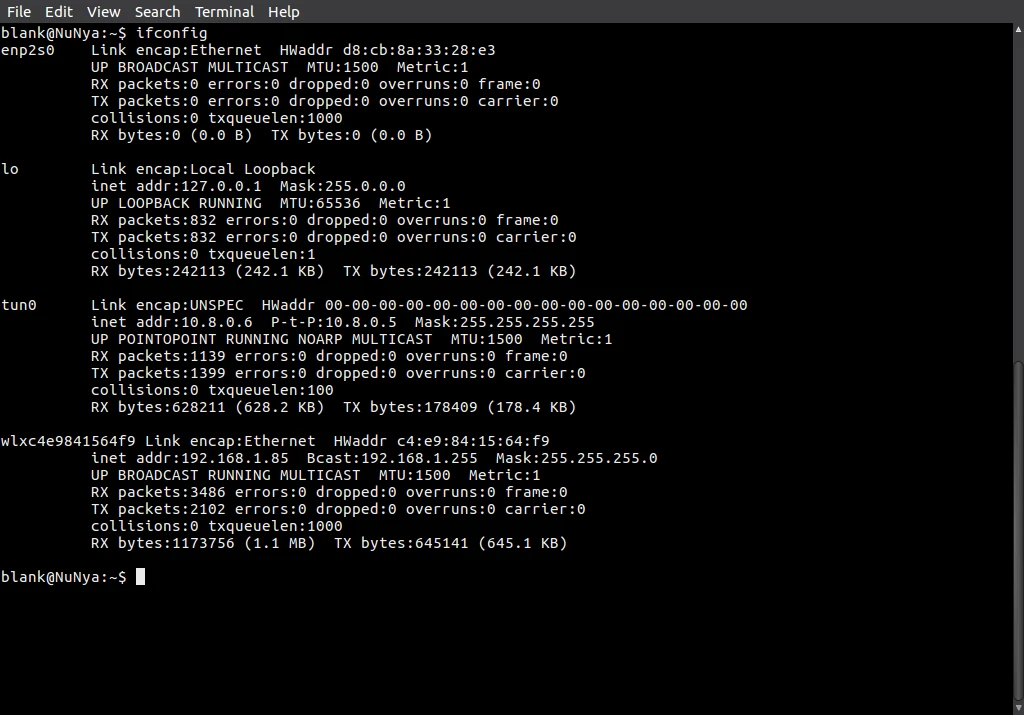 File Edit View Search Terminal Help
blank@NuNya:~$ ifconfig
enp2s0    Link encap:Ethernet  HWaddr d8:cb:8a:33:28:e3
          UP BROADCAST MULTICAST  MTU:1500  Metric:1
          RX packets:0 errors:0 dropped:0 overruns:0 frame:0
          TX packets:0 errors:0 dropped:0 overruns:0 carrier:0
          collisions:0 txqueuelen:1000
          RX bytes:0 (0.0 B)  TX bytes:0 (0.0 B)

lo        Link encap:Local Loopback
          inet addr:127.0.0.1  Mask:255.0.0.0
          UP LOOPBACK RUNNING  MTU:65536  Metric:1
          RX packets:832 errors:0 dropped:0 overruns:0 frame:0
          TX packets:832 errors:0 dropped:0 overruns:0 carrier:0
          collisions:0 txqueuelen:1
          RX bytes:242113 (242.1 KB)  TX bytes:242113 (242.1 KB)

tun0      Link encap:UNSPEC  HWaddr 00-00-00-00-00-00-00-00-00-00-00-00-00-00-00-00
          inet addr:10.8.0.6  P-t-P:10.8.0.5  Mask:255.255.255.255
          UP POINTOPOINT RUNNING NOARP MULTICAST  MTU:1500  Metric:1
          RX packets:1139 errors:0 dropped:0 overruns:0 frame:0
          TX packets:1399 errors:0 dropped:0 overruns:0 carrier:0
          collisions:0 txqueuelen:100
          RX bytes:628211 (628.2 KB)  TX bytes:178409 (178.4 KB)

wlxc4e9841564f9 Link encap:Ethernet  HWaddr c4:e9:84:15:64:f9
          inet addr:192.168.1.85  Bcast:192.168.1.255  Mask:255.255.255.0
          UP BROADCAST RUNNING MULTICAST  MTU:1500  Metric:1
          RX packets:3486 errors:0 dropped:0 overruns:0 frame:0
          TX packets:2102 errors:0 dropped:0 overruns:0 carrier:0
          collisions:0 txqueuelen:1000
          RX bytes:1173756 (1.1 MB)  TX bytes:645141 (645.1 KB)

blank@NuNya:~$